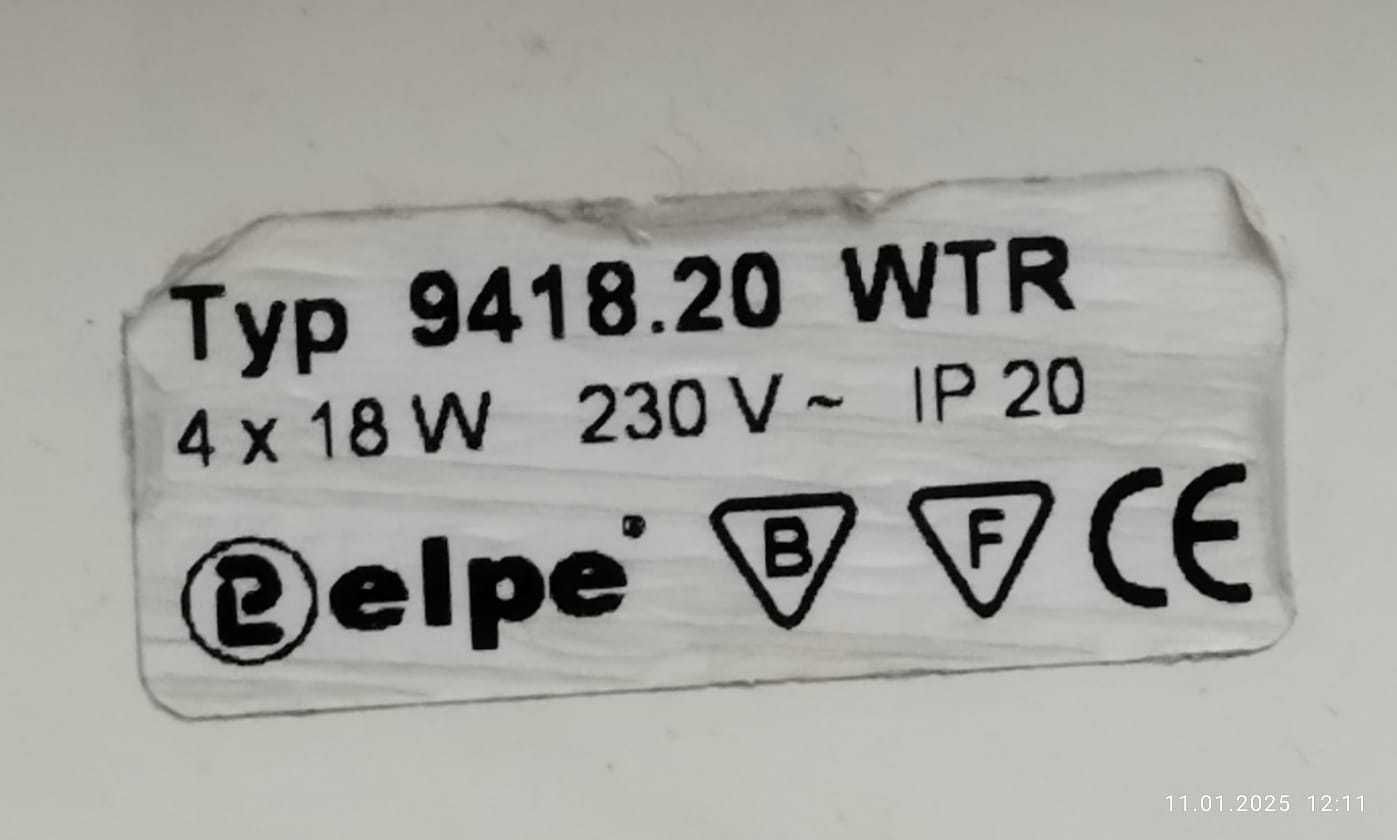 Typ 9418.20 WTR
4 x 18 W 230 V ~ IP 20
e elpe® B F CE
11.01.2025 12:11